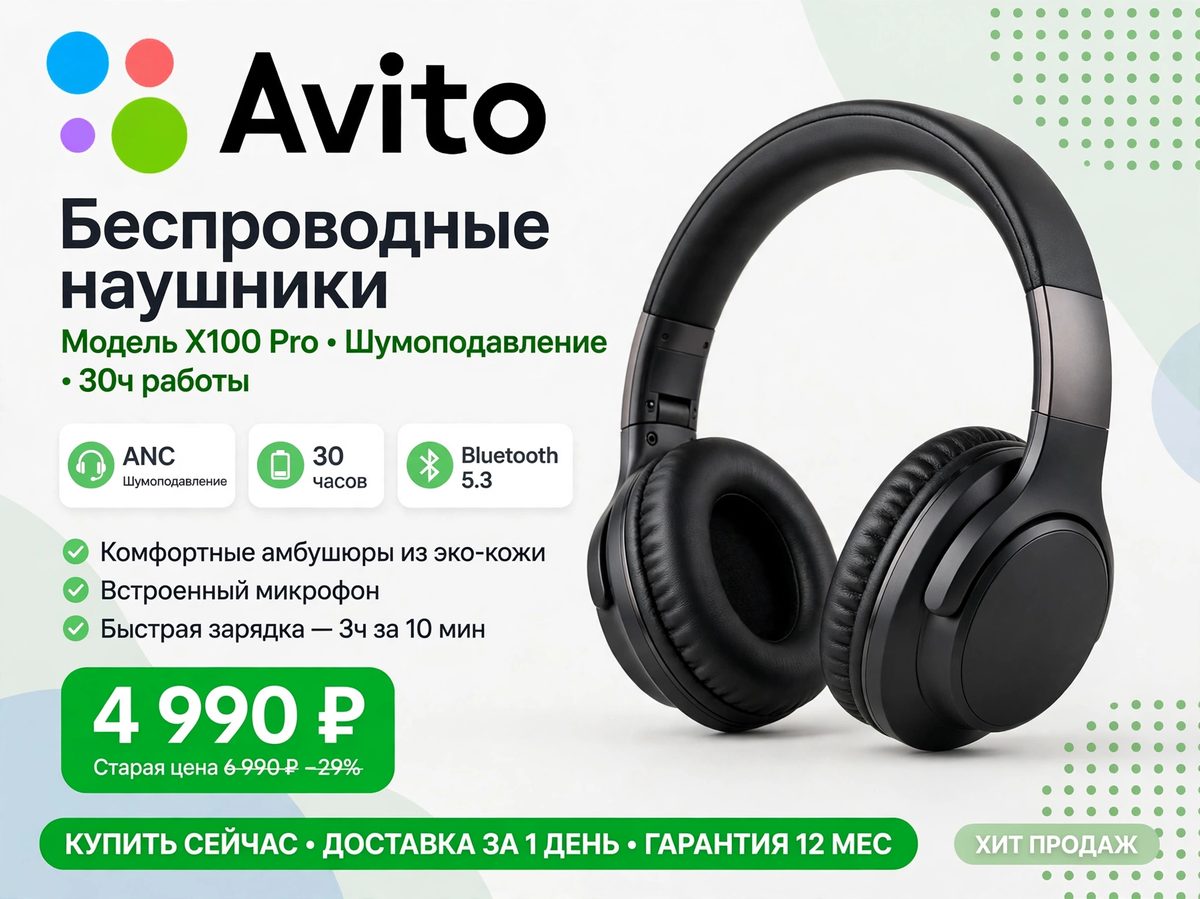 Avito
Беспроводные
наушники
Модель X100 Pro • Шумоподавление
• 30ч работы
ANC
Шумоподавление
30
часов
Bluetooth
5.3
Комфортные амбушюры из эко-кожи
Встроенный микрофон
Быстрая зарядка — 3ч за 10 мин
4 990 ₽
Старая цена 6 990 ₽ –29%
КУПИТЬ СЕЙЧАС • ДОСТАВКА ЗА 1 ДЕНЬ • ГАРАНТИЯ 12 МЕС
ХИТ ПРОДАЖ